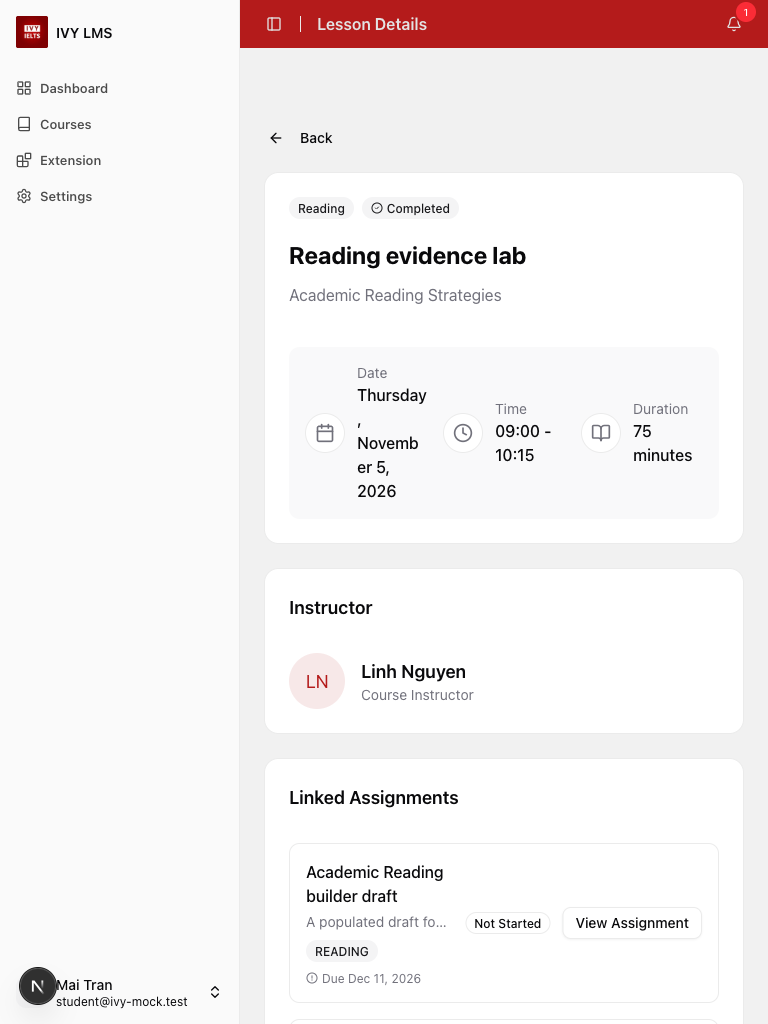 IVY
IELTS
IVY LMS
Dashboard
Courses
Extension
Settings
N
Mai Tran
student@ivy-mock.test
Lesson Details
1
Back
Reading
Completed
Reading evidence lab
Academic Reading Strategies
Date
Thursday
,
Novemb
er 5,
2026
Time
09:00 -
10:15
Duration
75
minutes
Instructor
LN
Linh Nguyen
Course Instructor
Linked Assignments
Academic Reading
builder draft
A populated draft fo...
READING
Due Dec 11, 2026
Not Started
View Assignment